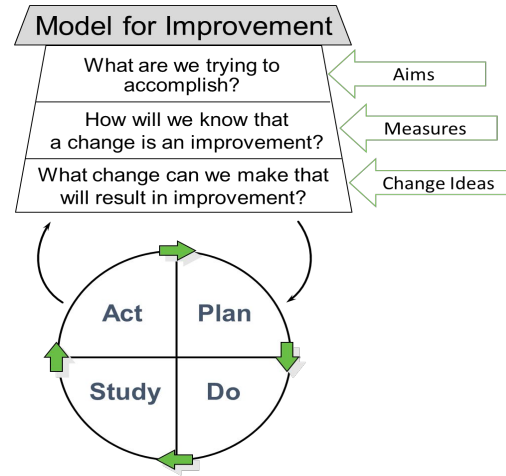 Model for Improvement
What are we trying to
accomplish?
Aims
How will we know that
a change is an improvement?
Measures
What change can we make that
will result in improvement?
Change Ideas
Act
Plan
Study
Do